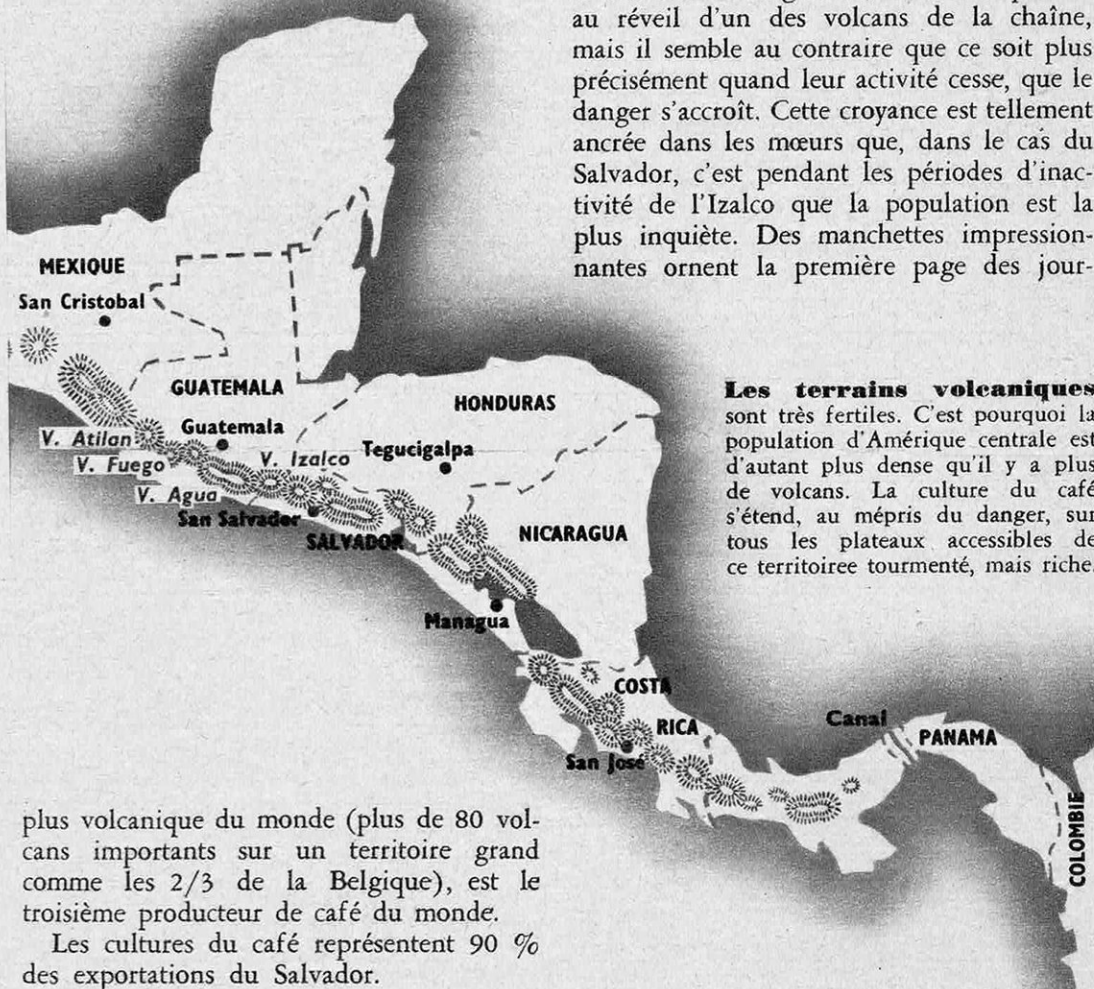 au réveil d'un des volcans de la chaîne,
mais il semble au contraire que ce soit plus
précisément quand leur activité cesse, que le
danger s'accroît. Cette croyance est tellement
ancrée dans les mœurs que, dans le cas du
Salvador, c'est pendant les périodes d'inac-
tivité de l'Izalco que la population est la
plus inquiète. Des manchettes impression-
nantes ornent la première page des jour-
MEXIQUE
San Cristobal
GUATEMALA
Guatemala
V. Atilan
V. Fuego
V. Agua
V. Izalco
San Salvador
SALVADOR
HONDURAS
Tegucigalpa
NICARAGUA
Managua
COSTA
RICA
San José
Canal
PANAMA
COLOMBIE
Les terrains volcaniques
sont très fertiles. C'est pourquoi la
population d'Amérique centrale est
d'autant plus dense qu'il y a plus
de volcans. La culture du café
s'étend, au mépris du danger, sur
tous les plateaux accessibles de
ce territoiree tourmenté, mais riche.
plus volcanique du monde (plus de 80 vol-
cans importants sur un territoire grand
comme les 2/3 de la Belgique), est le
troisième producteur de café du monde.
Les cultures du café représentent 90 %
des exportations du Salvador.